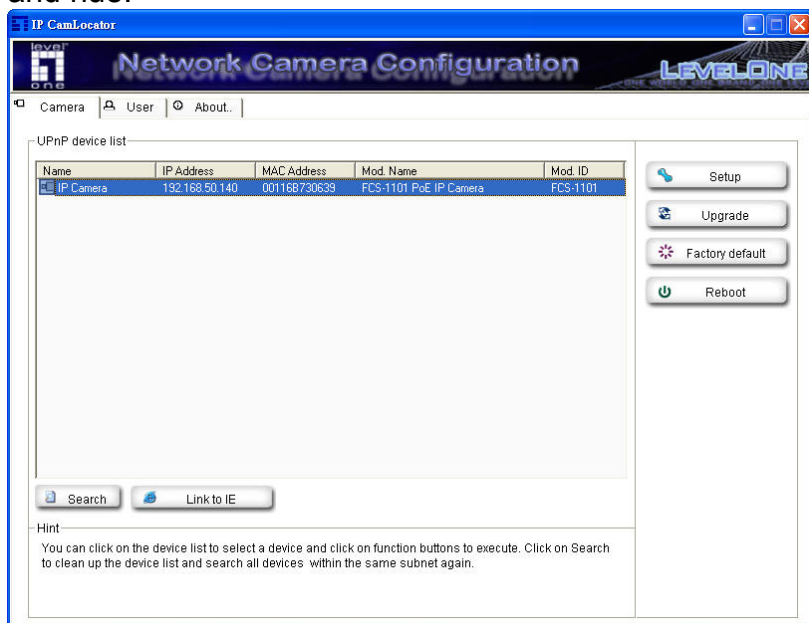 and hue.
IP CamLocator
level one
Network Camera Configuration
LEVELONE
Camera User About..
UPnP device list
Name IP Address MAC Address Mod. Name Mod. ID
IP Camera 192.168.50.140 00116B730639 FCS-1101 PoE IP Camera FCS-1101
Setup
Upgrade
Factory default
Reboot
Search Link to IE
Hint
You can click on the device list to select a device and click on function buttons to execute. Click on Search
to clean up the device list and search all devices within the same subnet again.